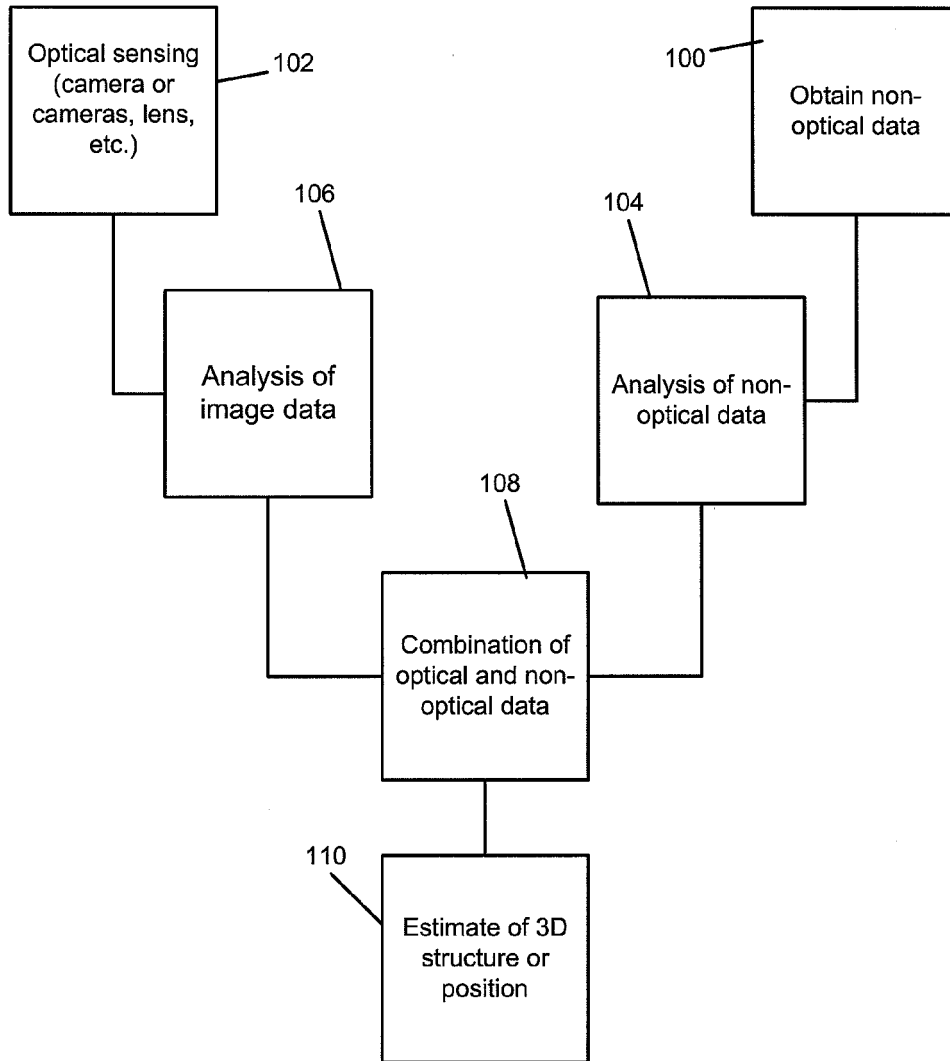 Optical sensing
(camera or
cameras, lens,
etc.)
102
100
Obtain non-
optical data
106
104
Analysis of
image data
Analysis of non-
optical data
108
Combination of
optical and non-
optical data
110
Estimate of 3D
structure or
position